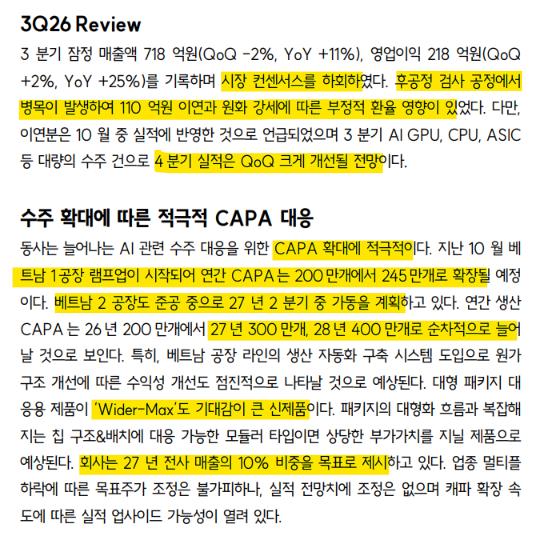 3Q26 Review
3 분기 잠정 매출액 718 억원(QoQ -2%, YoY +11%), 영업이익 218 억원(QoQ
+2%, YoY +25%)를 기록하며 시장 컨센서스를 하회하였다. 후공정 검사 공정에서
병목이 발생하여 110 억원 이연과 원화 강세에 따른 부정적 환율 영향이 있었다. 다만,
이연분은 10 월 중 실적에 반영한 것으로 언급되었으며 3 분기 AI GPU, CPU, ASIC
등 대량의 수주 건으로 4 분기 실적은 QoQ 크게 개선될 전망이다.
수주 확대에 따른 적극적 CAPA 대응
동사는 늘어나는 AI 관련 수주 대응을 위한 CAPA 확대에 적극적이다. 지난 10 월 베
트남 1 공장 램프업이 시작되어 연간 CAPA 는 200 만개에서 245 만개로 확장될 예정
이다. 베트남 2 공장도 준공 중으로 27 년 2 분기 중 가동을 계획하고 있다. 연간 생산
CAPA 는 26 년 200 만개에서 27 년 300 만개, 28 년 400 만개로 순차적으로 늘어
날 것으로 보인다. 특히, 베트남 공장 라인의 생산 자동화 구축 시스템 도입으로 원가
구조 개선에 따른 수익성 개선도 점진적으로 나타날 것으로 예상된다. 대형 패키지 대
응용 제품이 ‘Wider-Max’도 기대감이 큰 신제품이다. 패키지의 대형화 흐름과 복잡해
지는 칩 구조&배치에 대응 가능한 모듈러 타입이면 상당한 부가가치를 지닐 제품으로
예상된다. 회사는 27 년 전사 매출의 10% 비중을 목표로 제시하고 있다. 업종 멀티플
하락에 따른 목표주가 조정은 불가피하나, 실적 전망치에 조정은 없으며 캐파 확장 속
도에 따른 실적 업사이드 가능성이 열려 있다.